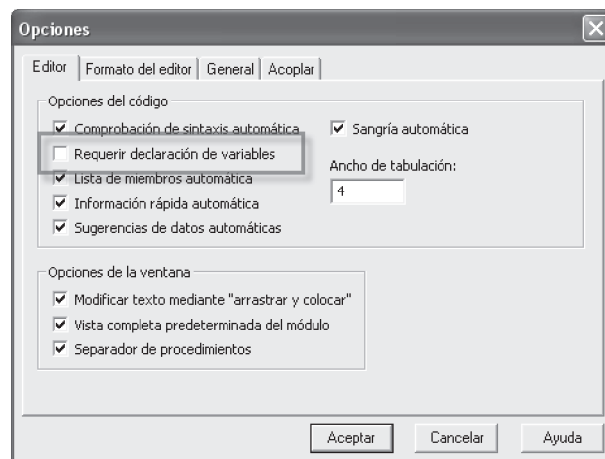 Opciones
Editor Formato del editor General Acoplar
Opciones del código
Comprobación de sintaxis automática
Sangría automática
Requerir declaración de variables
Ancho de tabulación:
Lista de miembros automática
4
Información rápida automática
Sugerencias de datos automáticas
Opciones de la ventana
Modificar texto mediante "arrastrar y colocar"
Vista completa predeterminada del módulo
Separador de procedimientos
Aceptar Cancelar Ayuda